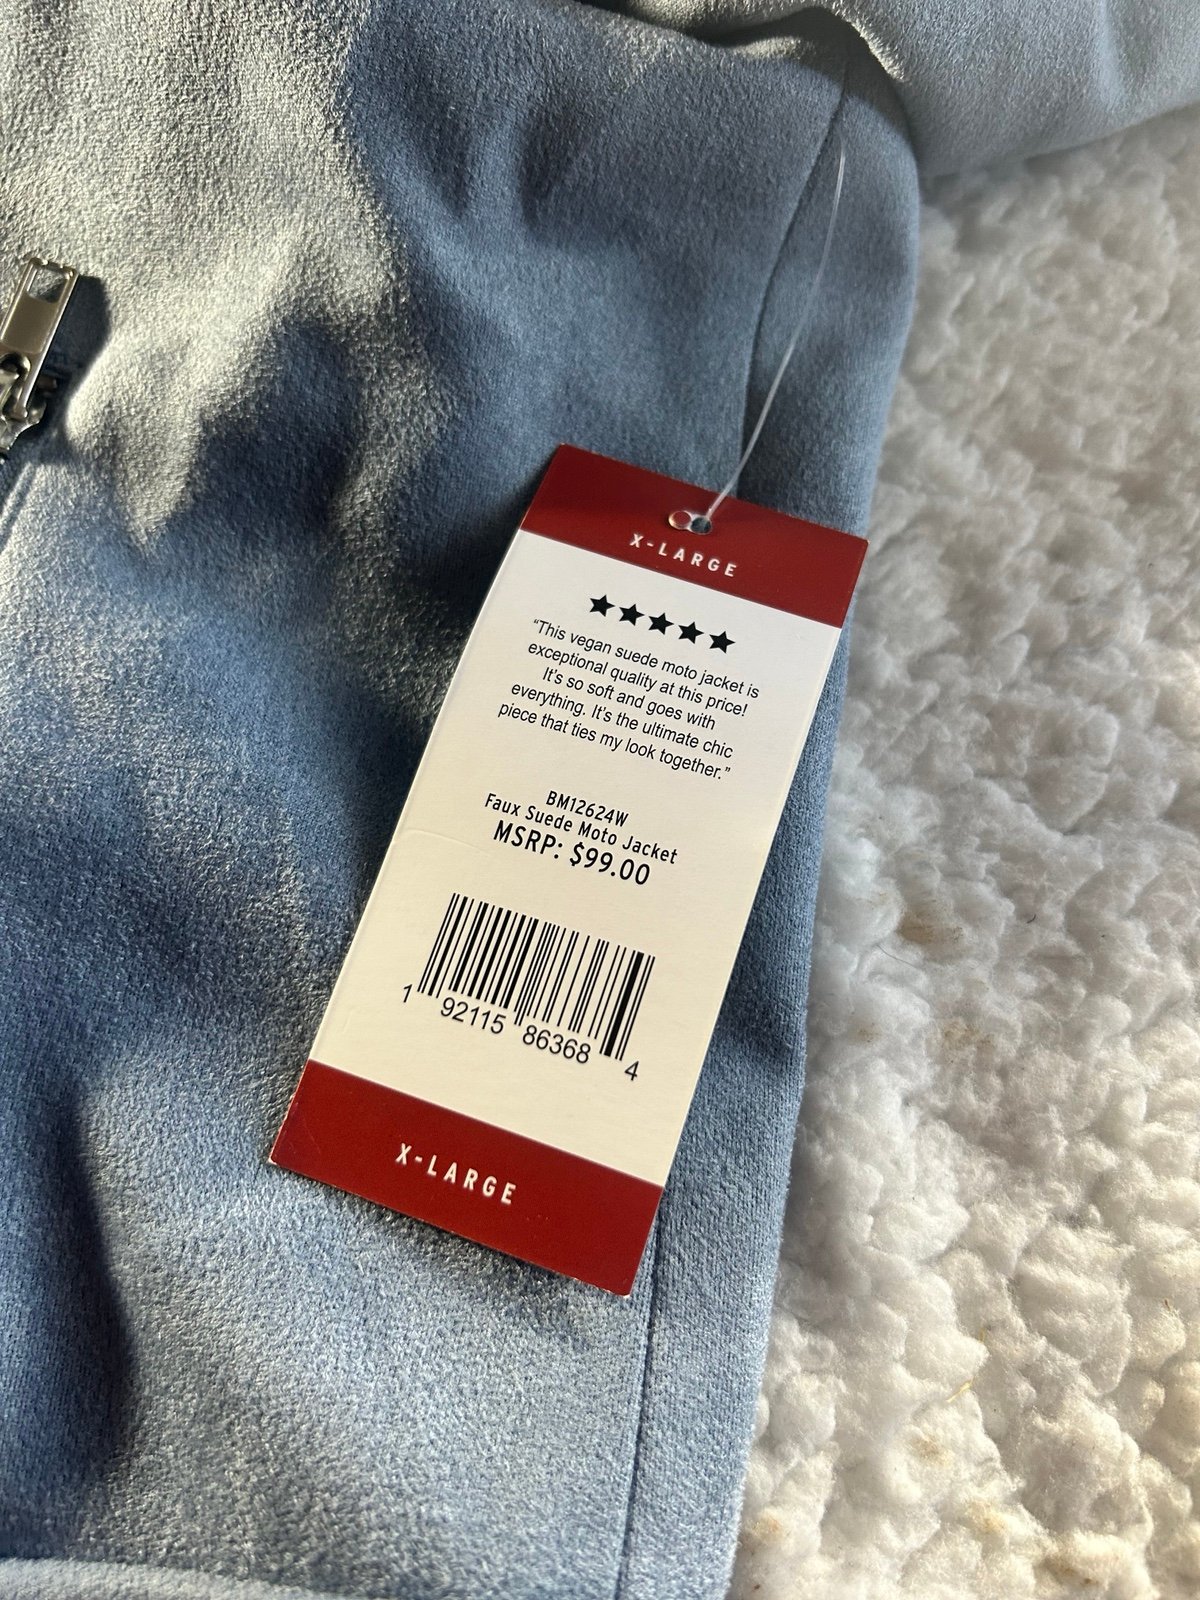 X-LARGE
★★★★★
“This vegan suede moto jacket is
exceptional quality at this price!
It’s so soft and goes with
everything. It’s the ultimate chic
piece that ties my look together.”
BM12624W
Faux Suede Moto Jacket
MSRP: $99.00
1 92115 86368 4
X-LARGE